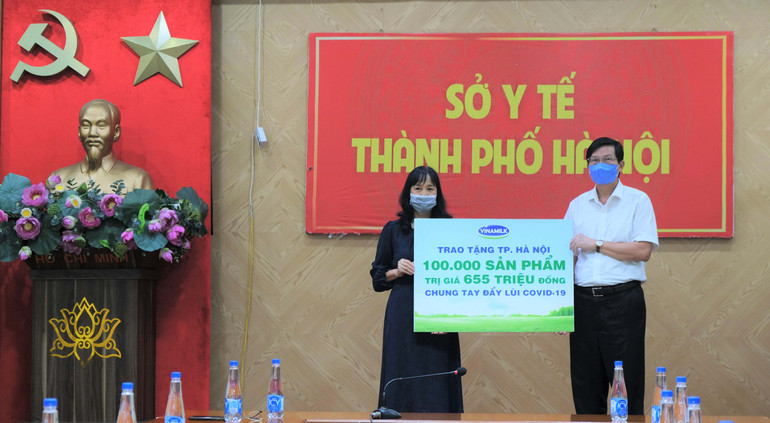 SỞ Y TẾ
THÀNH PHỐ HÀ NỘI
VINAMILK
TRAO TẶNG TP. HÀ NỘI
100.000 SẢN PHẨM
TRỊ GIÁ 655 TRIỆU ĐỒNG
CHUNG TAY ĐẨY LÙI COVID-19
HỒ CHÍ MINH